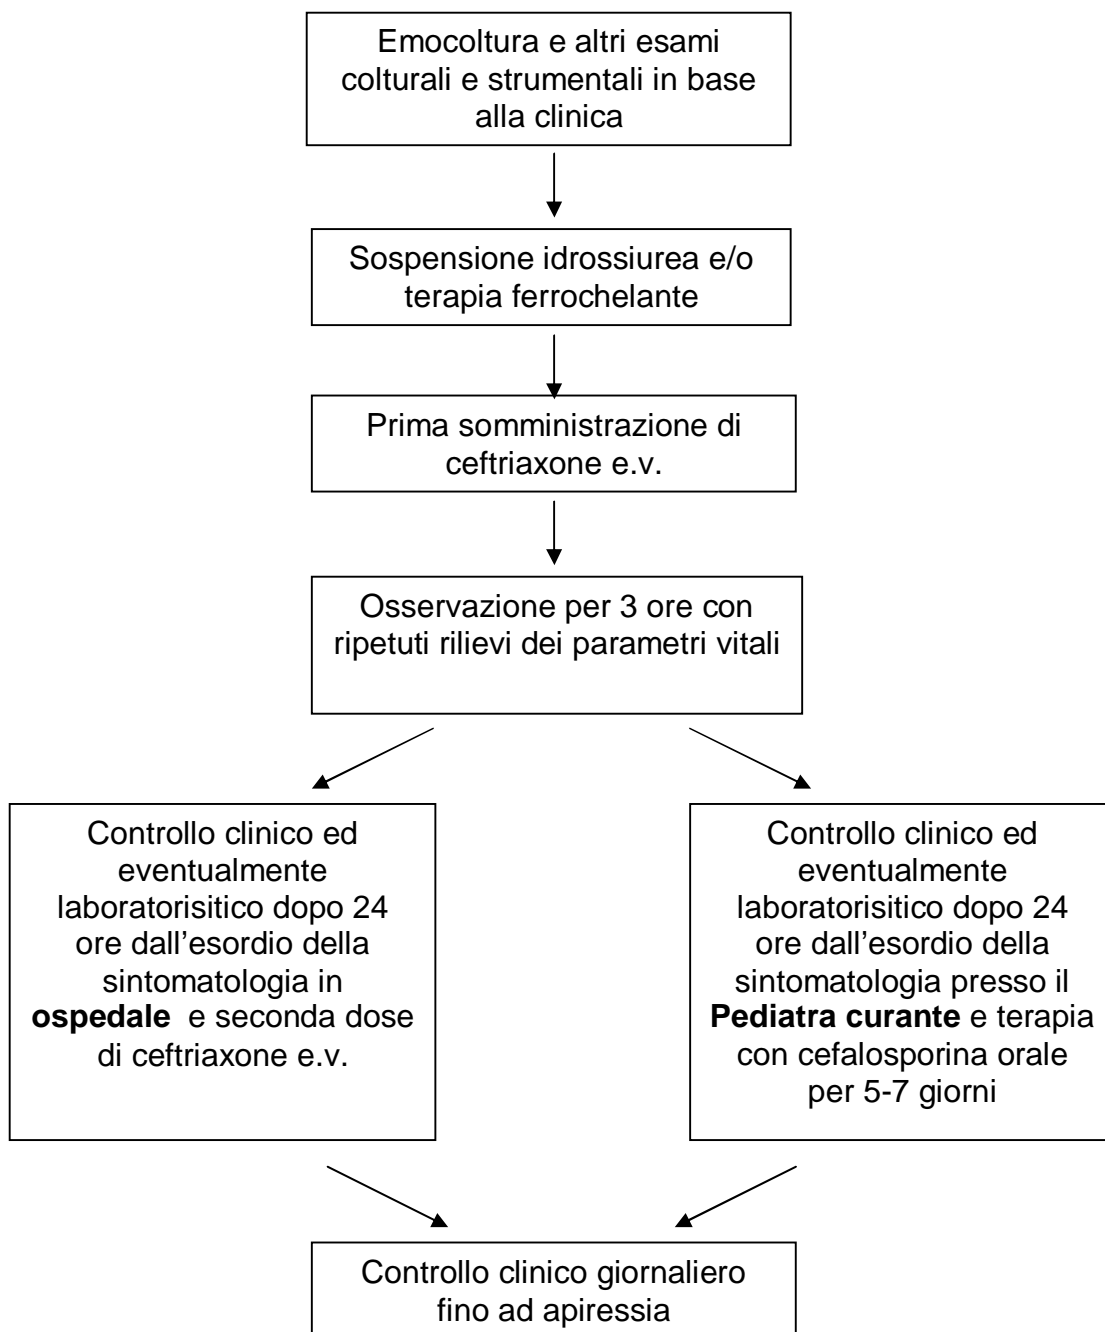 Emocoltura e altri esami
colturali e strumentali in base
alla clinica
Sospensione idrossiurea e/o
terapia ferrochelante
Prima somministrazione di
ceftriaxone e.v.
Osservazione per 3 ore con
ripetuti rilievi dei parametri vitali
Controllo clinico ed
eventualmente
laboratorisitico dopo 24
ore dall’esordio della
sintomatologia in
ospedale e seconda dose
di ceftriaxone e.v.
Controllo clinico ed
eventualmente
laboratorisitico dopo 24
ore dall’esordio della
sintomatologia presso il
Pediatra curante e terapia
con cefalosporina orale
per 5-7 giorni
Controllo clinico giornaliero
fino ad apiressia